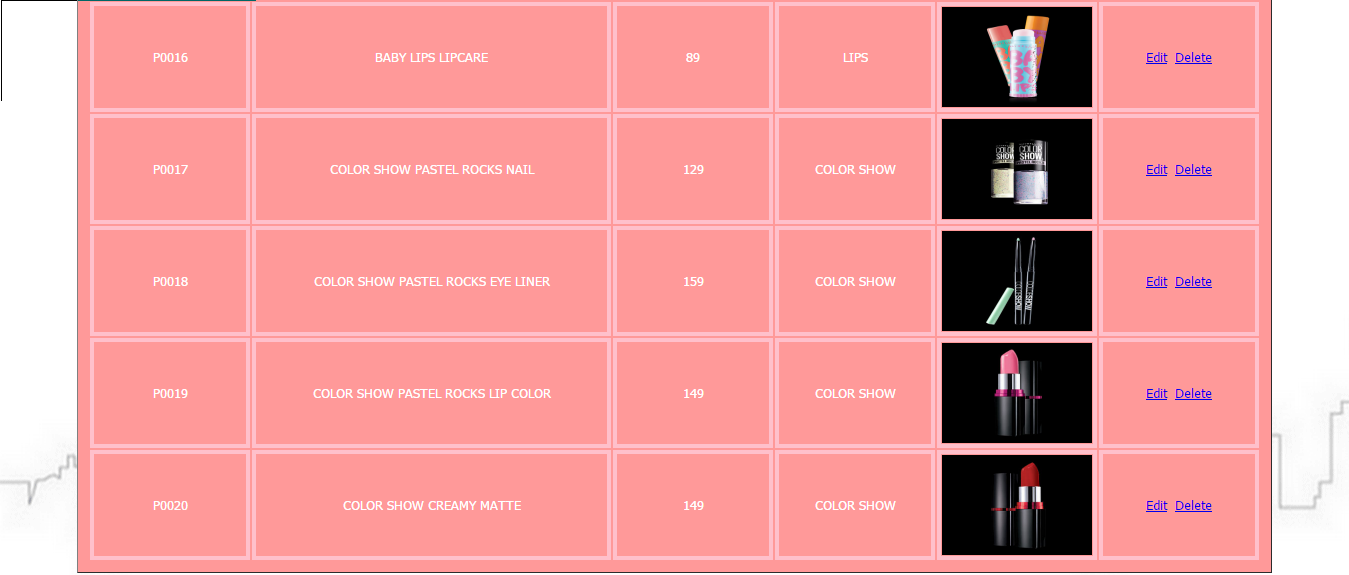 P0016 BABY LIPS LIPCARE 89 LIPS Edit Delete
P0017 COLOR SHOW PASTEL ROCKS NAIL 129 COLOR SHOW COLOR SHOW Edit Delete
P0018 COLOR SHOW PASTEL ROCKS EYE LINER 159 COLOR SHOW Edit Delete
P0019 COLOR SHOW PASTEL ROCKS LIP COLOR 149 COLOR SHOW Edit Delete
P0020 COLOR SHOW CREAMY MATTE 149 COLOR SHOW Edit Delete